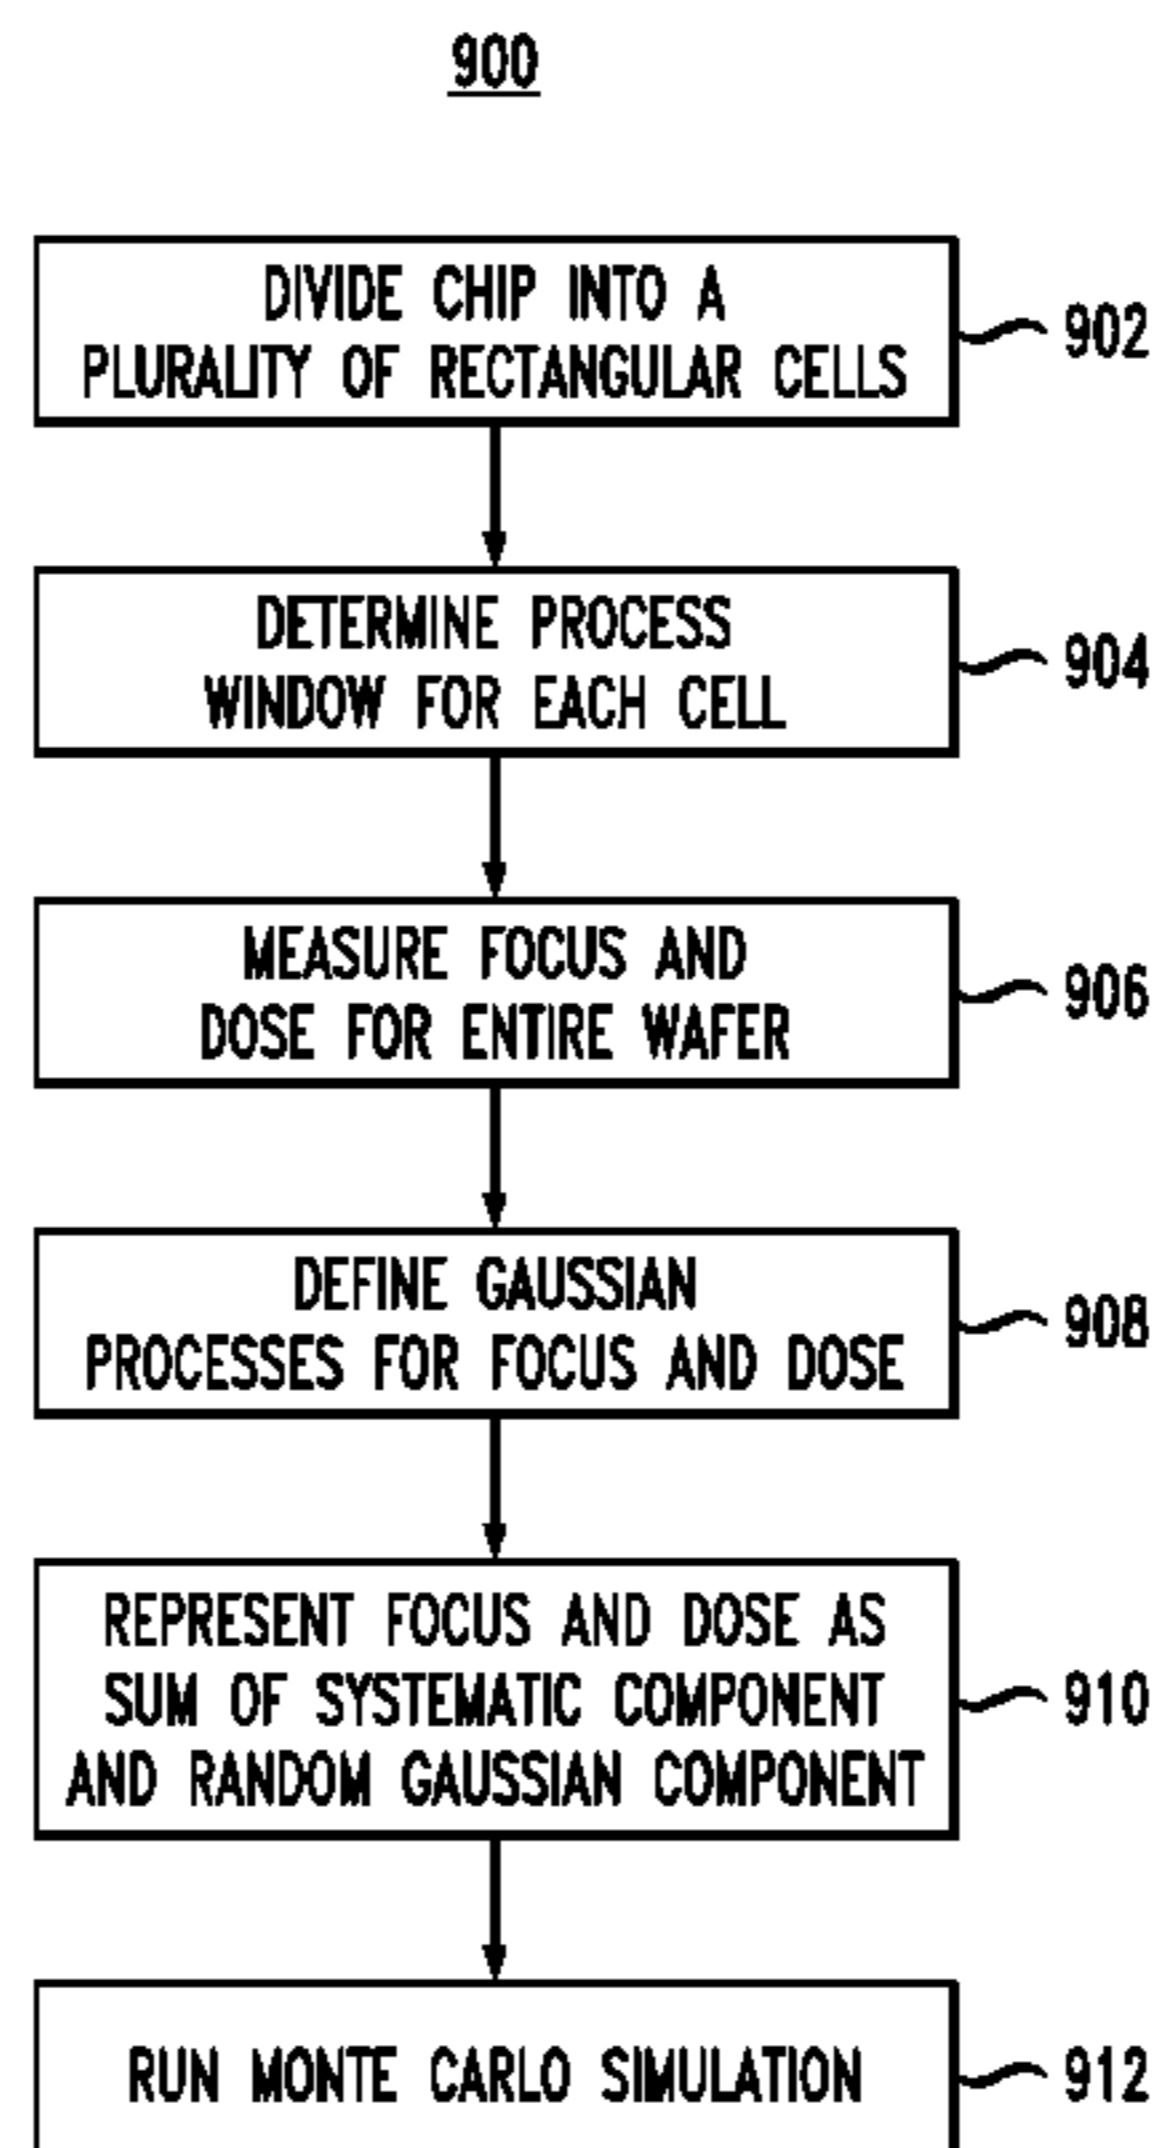 900
DIVIDE CHIP INTO A
PLURALITY OF RECTANGULAR CELLS
902
DETERMINE PROCESS
WINDOW FOR EACH CELL
904
MEASURE FOCUS AND
DOSE FOR ENTIRE WAFER
906
DEFINE GAUSSIAN
PROCESSES FOR FOCUS AND DOSE
908
REPRESENT FOCUS AND DOSE AS
SUM OF SYSTEMATIC COMPONENT
AND RANDOM GAUSSIAN COMPONENT
910
RUN MONTE CARLO SIMULATION
912